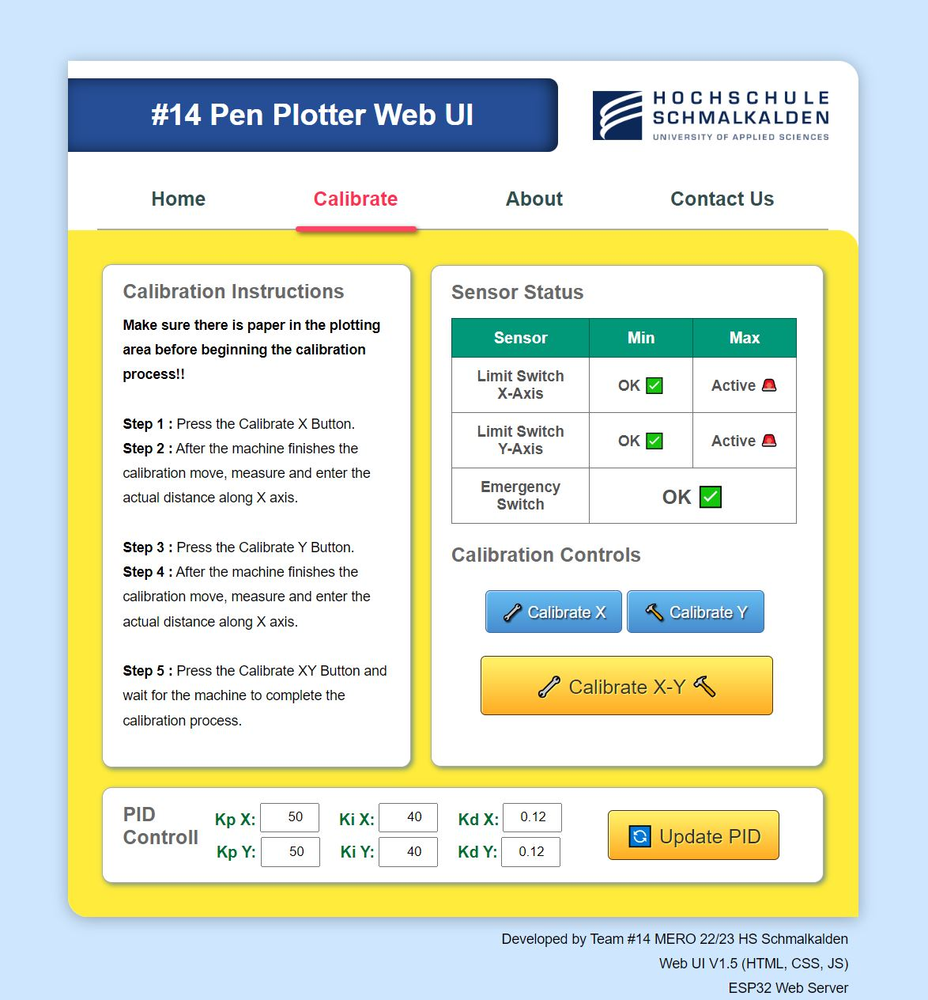 #14 Pen Plotter Web UI
HOCHSCHULE
SCHMALKALDEN
UNIVERSITY OF APPLIED SCIENCES
Home Calibrate About Contact Us
Calibration Instructions
Make sure there is paper in the plotting
area before beginning the calibration
process!!
Step 1 : Press the Calibrate X Button.
Step 2 : After the machine finishes the
calibration move, measure and enter the
actual distance along X axis.
Step 3 : Press the Calibrate Y Button.
Step 4 : After the machine finishes the
calibration move, measure and enter the
actual distance along X axis.
Step 5 : Press the Calibrate XY Button and
wait for the machine to complete the
calibration process.
Sensor Status
Sensor Min Max
Limit Switch
X-Axis
OK ✅ Active 🚨
Limit Switch
Y-Axis
OK ✅ Active 🚨
Emergency
Switch
OK ✅
Calibration Controls
🔧 Calibrate X 🔨 Calibrate Y
🔧 Calibrate X-Y 🔨
PID
Controll
Kp X: 50 Ki X: 40 Kd X: 0.12
Kp Y: 50 Ki Y: 40 Kd Y: 0.12
🔄 Update PID
Developed by Team #14 MERO 22/23 HS Schmalkalden
Web UI V1.5 (HTML, CSS, JS)
ESP32 Web Server